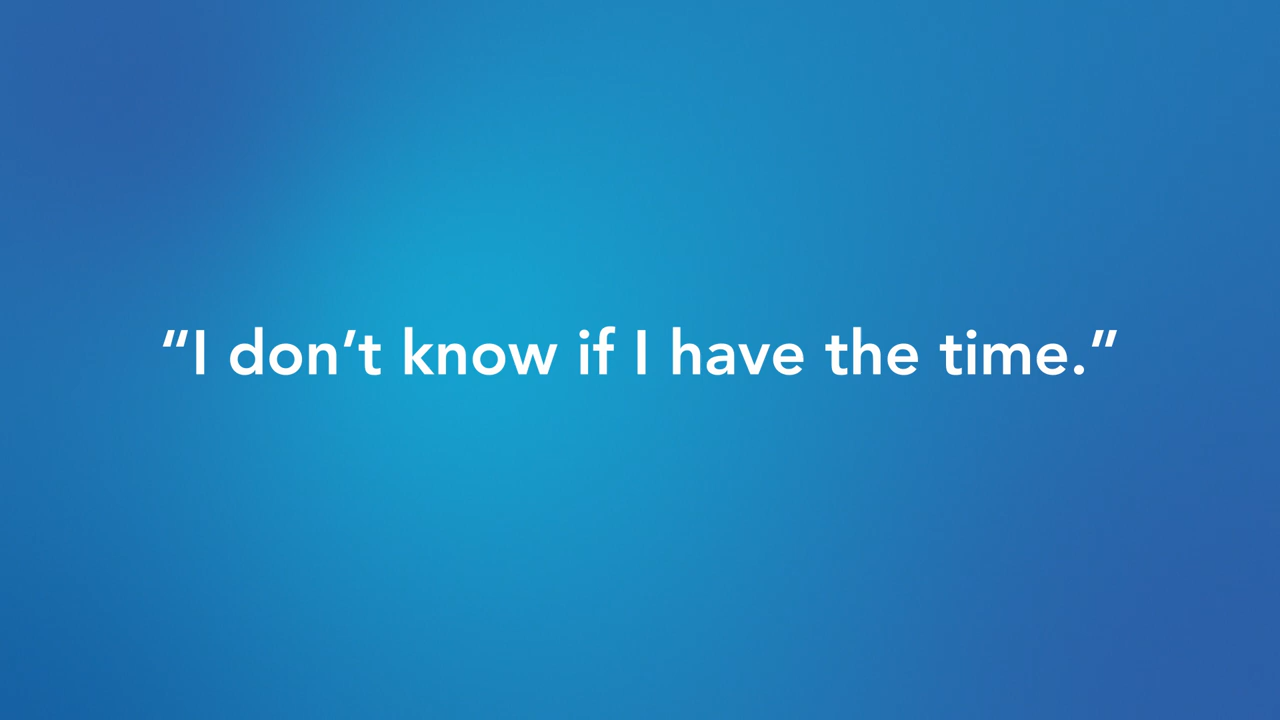 “I don’t know if I have the time.”